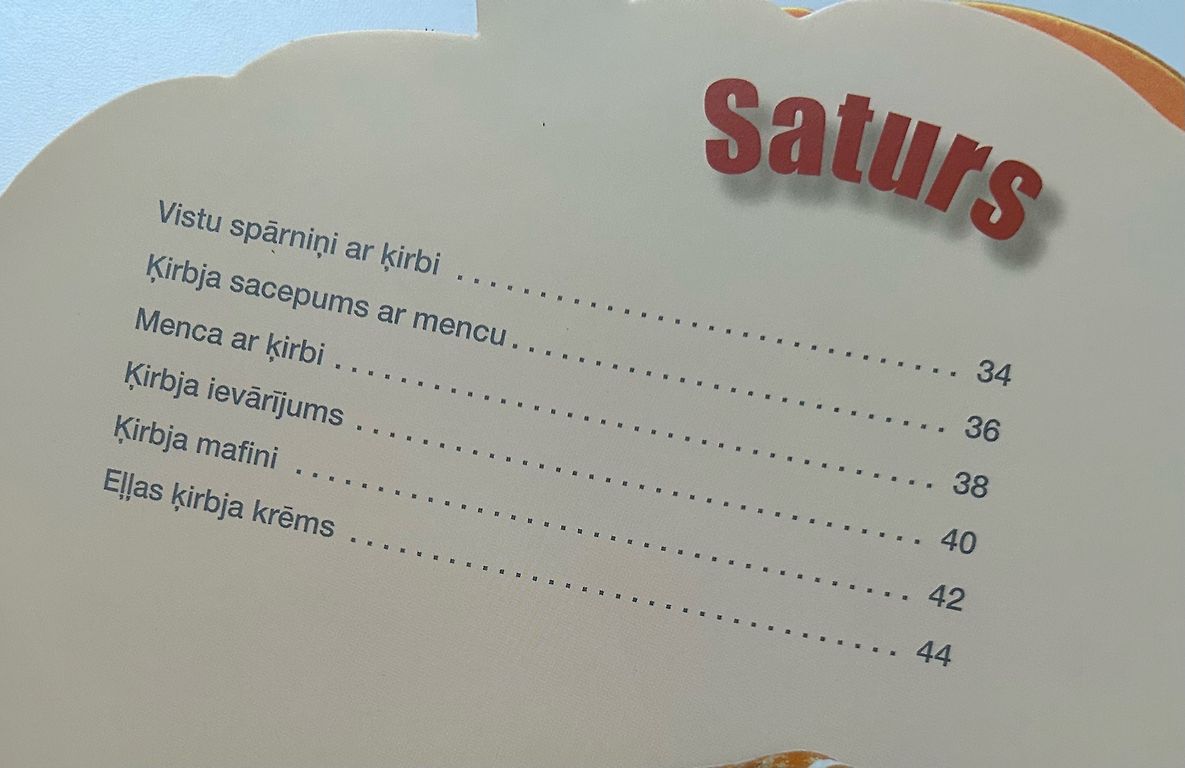 Saturs
Vistu spārniņi ar ķirbi . . . . . . . . . . . . . . . . . . . . . . . . . . . . . . . 34
Ķirbja sacepums ar mencu . . . . . . . . . . . . . . . . . . . . . . . . . . . 36
Menca ar ķirbi . . . . . . . . . . . . . . . . . . . . . . . . . . . . . . . . . . . . . 38
Ķirbja ievārījums . . . . . . . . . . . . . . . . . . . . . . . . . . . . . . . . . . . 40
Ķirbja mafini . . . . . . . . . . . . . . . . . . . . . . . . . . . . . . . . . . . . . . 42
Eļļas ķirbja krēms . . . . . . . . . . . . . . . . . . . . . . . . . . . . . . . . . . 44